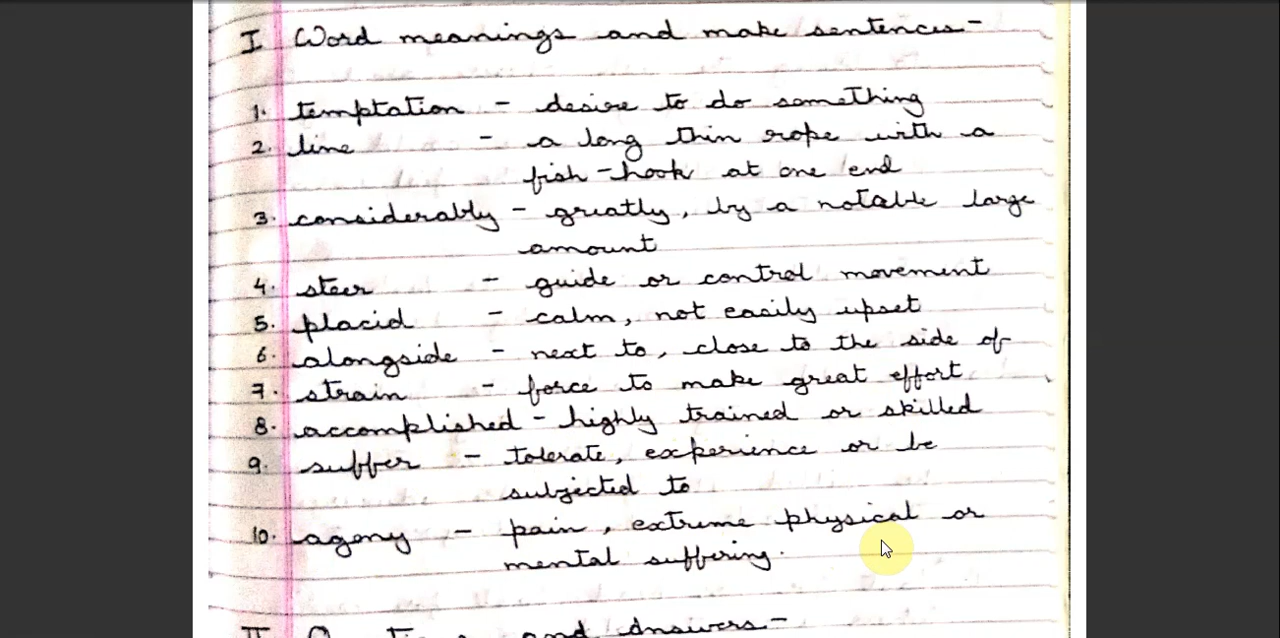 I Word meanings and make sentences-
1. temptation - desire to do something
2. line - a long thin rope with a
fish-hook at one end
3. considerably - greatly, by a notable large
amount
4. steer - guide or control movement
5. placid - calm, not easily upset
6. alongside - next to, close to the side of
7. strain - force to make great effort
8. accomplished - highly trained or skilled
9. suffer - tolerate, experience or be
subjected to
10. agony - pain, extreme physical or
mental suffering.
II and Answers-